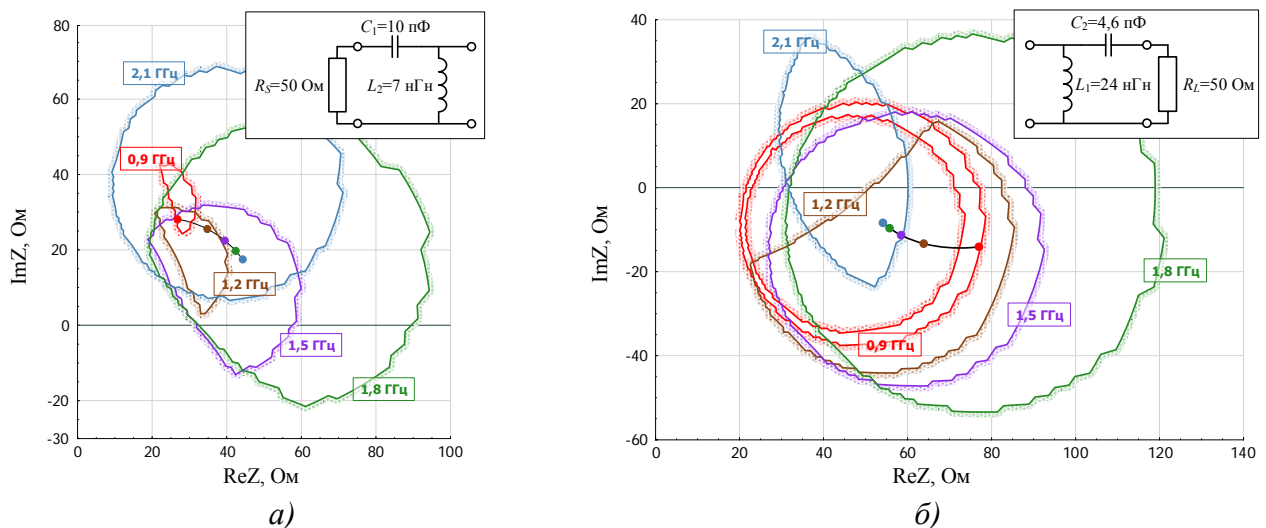 80
60
40
20
0
-20
-30
0
20
40
60
80
100
ImZ, Ом
ReZ, Ом
C₁=10 пФ
R_S=50 Ом
L₂=7 нГн
2,1 ГГц
0,9 ГГц
1,2 ГГц
1,5 ГГц
1,8 ГГц
а)
40
20
0
-20
-40
-60
0
20
40
60
80
100
120
140
ImZ, Ом
ReZ, Ом
C₂=4,6 пФ
L₁=24 нГн
R_L=50 Ом
2,1 ГГц
1,2 ГГц
1,8 ГГц
1,5 ГГц
0,9 ГГц
б)